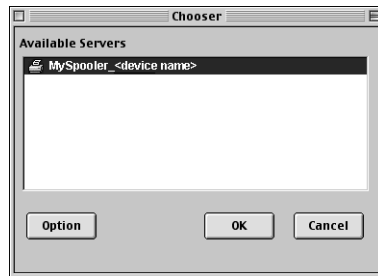 Chooser
Available Servers
MySpooler_<device name>
Option
OK
Cancel